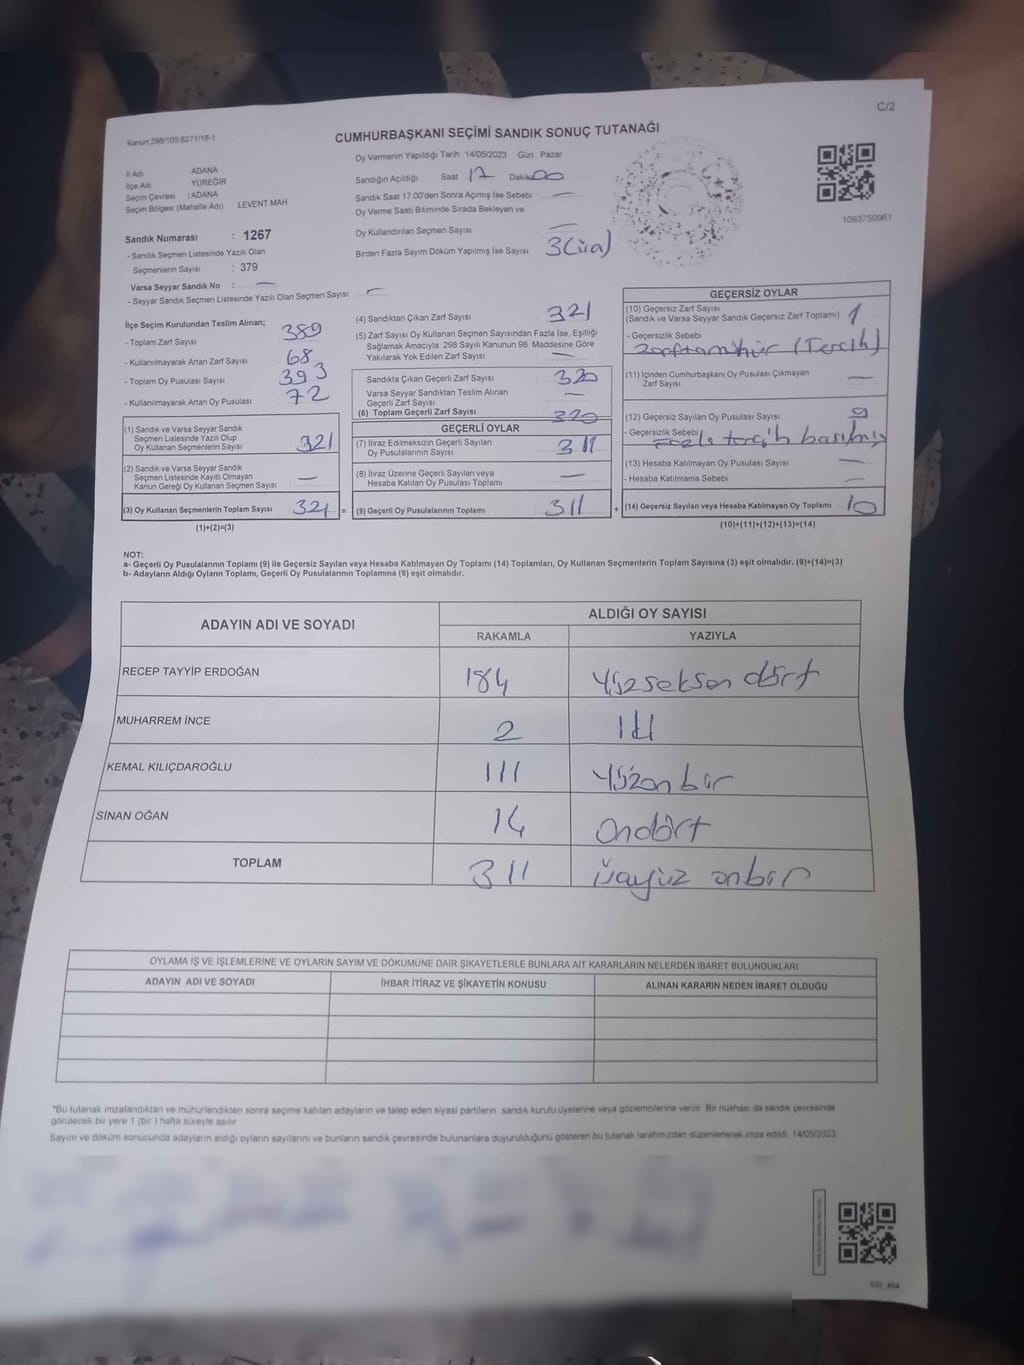 C/2
Kanun:298/105;6271/18-1
CUMHURBAŞKANI SEÇİMİ SANDIK SONUÇ TUTANAĞI
Oy Vermenin Yapıldığı Tarih 14/05/2023 Gün Pazar
İl Adı ADANA
İlçe Adı YÜREĞİR
Seçim Çevresi : ADANA
Seçim Bölgesi (Mahalle Adı) LEVENT MAH
Sandık Numarası : 1267
- Sandık Seçmen Listesinde Yazılı Olan
Seçmenlerin Sayısı : 379
Varsa Seyyar Sandık No : —
- Seyyar Sandık Seçmen Listesinde Yazılı Olan Seçmen Sayısı —
Sandığın Açıldığı Saat 17 Dakika 00
Sandık Saat 17.00'den Sonra Açılmış İse Sebebi —
Oy Verme Saati Bitiminde Sırada Bekleyen ve
Oy Kullandırılan Seçmen Sayısı —
Birden Fazla Sayım Döküm Yapılmış İse Sayısı 3(üç)
1093750961
İlçe Seçim Kurulundan Teslim Alınan;
- Toplam Zarf Sayısı 389
- Kullanılmayarak Artan Zarf Sayısı 68
- Toplam Oy Pusulası Sayısı 393
- Kullanılmayarak Artan Oy Pusulası 72
(1) Sandık ve Varsa Seyyar Sandık
Seçmen Listesinde Yazılı Olup
Oy Kullanan Seçmenlerin Sayısı 321
(2) Sandık ve Varsa Seyyar Sandık
Seçmen Listesinde Kayıtlı Olmayan
Kanun Gereği Oy Kullanan Seçmen Sayısı —
(3) Oy Kullanan Seçmenlerin Toplam Sayısı 321 =
(1)+(2)=(3)
(4) Sandıktan Çıkan Zarf Sayısı 321
(5) Zarf Sayısı Oy Kullanan Seçmen Sayısından Fazla İse, Eşitliği
Sağlamak Amacıyla; 298 Sayılı Kanunun 98. Maddesine Göre
Yakılarak Yok Edilen Zarf Sayısı —
Sandıkta Çıkan Geçerli Zarf Sayısı 320
Varsa Seyyar Sandıktan Teslim Alınan
Geçerli Zarf Sayısı —
(6) Toplam Geçerli Zarf Sayısı 320
GEÇERLİ OYLAR
(7) İtiraz Edilmeksizin Geçerli Sayılan
Oy Pusulalarının Sayısı 311
(8) İtiraz Üzerine Geçerli Sayılan veya
Hesaba Katılan Oy Pusulası Toplamı —
(9) Geçerli Oy Pusulalarının Toplamı 311 +
GEÇERSİZ OYLAR
(10) Geçersiz Zarf Sayısı
(Sandık ve Varsa Seyyar Sandık Geçersiz Zarf Toplamı) 1
- Geçersizlik Sebebi
Zarfta mühür (Tercih)
(11) İçinden Cumhurbaşkanı Oy Pusulası Çıkmayan
Zarf Sayısı —
(12) Geçersiz Sayılan Oy Pusulası Sayısı 9
- Geçersizlik Sebebi Fazla tercih basılmış
(13) Hesaba Katılmayan Oy Pusulası Sayısı —
- Hesaba Katılmama Sebebi —
(14) Geçersiz Sayılan veya Hesaba Katılmayan Oy Toplamı 10
(10)+(11)+(12)+(13)=(14)
NOT:
a- Geçerli Oy Pusulalarının Toplamı (9) ile Geçersiz Sayılan veya Hesaba Katılmayan Oy Toplamı (14) Toplamları, Oy Kullanan Seçmenlerin Toplam Sayısına (3) eşit olmalıdır. (9)+(14)=(3)
b- Adayların Aldığı Oyların Toplamı, Geçerli Oy Pusulalarının Toplamına (9) eşit olmalıdır.
ADAYIN ADI VE SOYADI ALDIĞI OY SAYISI
RAKAMLA YAZIYLA
RECEP TAYYİP ERDOĞAN 184 Yüzseksen dört
MUHARREM İNCE 2 İki
KEMAL KILIÇDAROĞLU 111 Yüzon bir
SİNAN OĞAN 14 Ondört
TOPLAM 311 üçyüz onbir
OYLAMA İŞ VE İŞLEMLERİNE VE OYLARIN SAYIM VE DÖKÜMÜNE DAİR ŞİKAYETLERLE BUNLARA AİT KARARLARIN NELERDEN İBARET BULUNDUKLARI
ADAYIN ADI VE SOYADI İHBAR İTİRAZ VE ŞİKAYETİN KONUSU ALINAN KARARIN NEDEN İBARET OLDUĞU
*Bu tutanak imzalandıktan ve mühürlendikten sonra seçime katılan adayların ve talep eden siyasi partilerin sandık kurulu üyelerine veya gözlemcilerine verilir. Bir nüshası da sandık çevresinde
görülecek bir yere 1 (bir ) hafta süreyle asılır
Sayım ve döküm sonucunda adayların aldığı oyların sayılarını ve bunların sandık çevresinde bulunanlara duyurulduğunu gösteren bu tutanak tarafımızdan düzenlenerek imza edildi. 14/05/2023